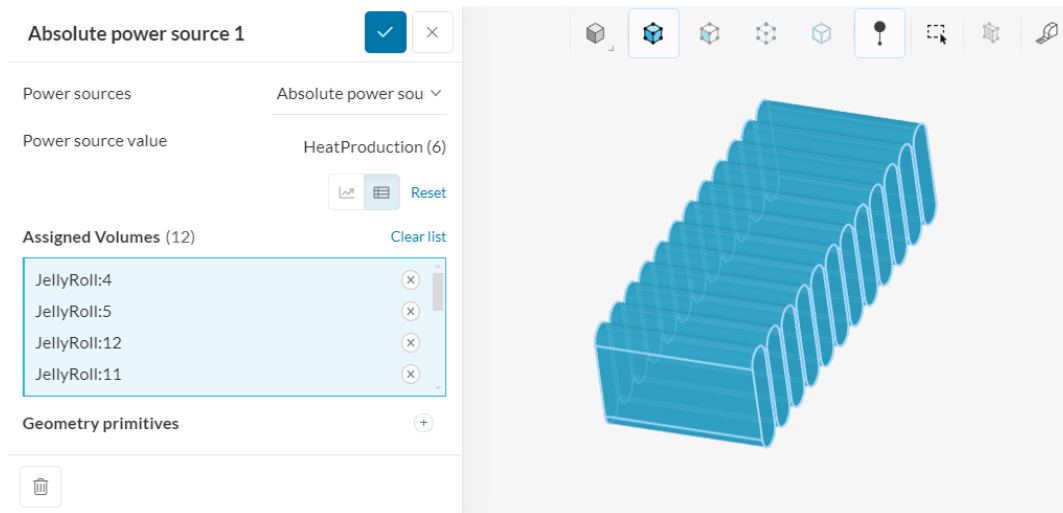 Absolute power source 1
Power sources
Absolute power sou
Power source value
HeatProduction (6)
Reset
Assigned Volumes (12)
Clear list
JellyRoll:4
JellyRoll:5
JellyRoll:12
JellyRoll:11
Geometry primitives